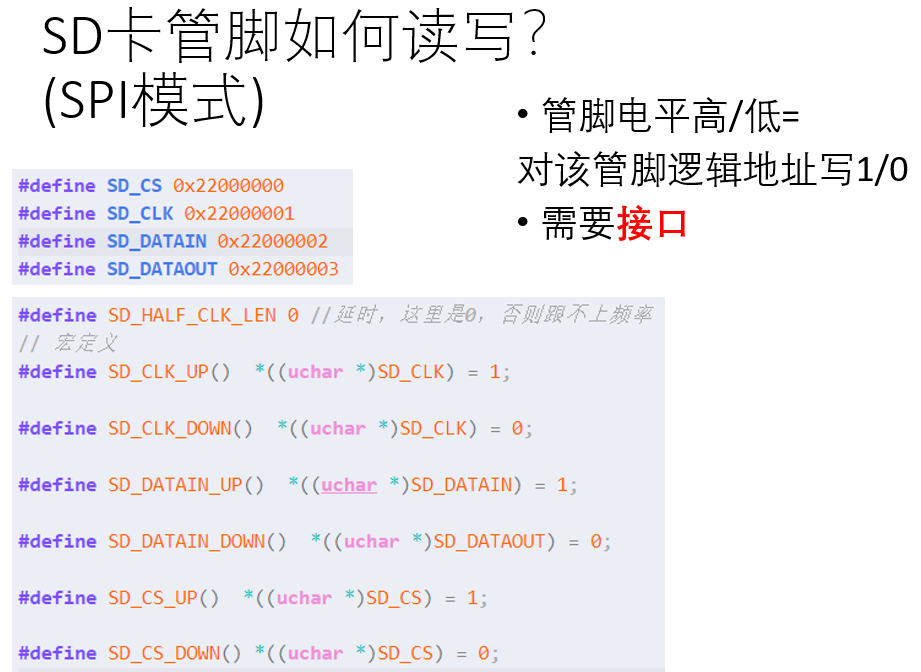 SD卡管脚如何读写？
(SPI模式)
• 管脚电平高/低=
对该管脚逻辑地址写1/0
• 需要接口
#define SD_CS 0x22000000
#define SD_CLK 0x22000001
#define SD_DATAIN 0x22000002
#define SD_DATAOUT 0x22000003
#define SD_HALF_CLK_LEN 0 //延时，这里是0，否则跟不上频率
// 宏定义
#define SD_CLK_UP()  *((uchar *)SD_CLK) = 1;
#define SD_CLK_DOWN()  *((uchar *)SD_CLK) = 0;
#define SD_DATAIN_UP()  *((uchar *)SD_DATAIN) = 1;
#define SD_DATAIN_DOWN()  *((uchar *)SD_DATAOUT) = 0;
#define SD_CS_UP()  *((uchar *)SD_CS) = 1;
#define SD_CS_DOWN() *((uchar *)SD_CS) = 0;